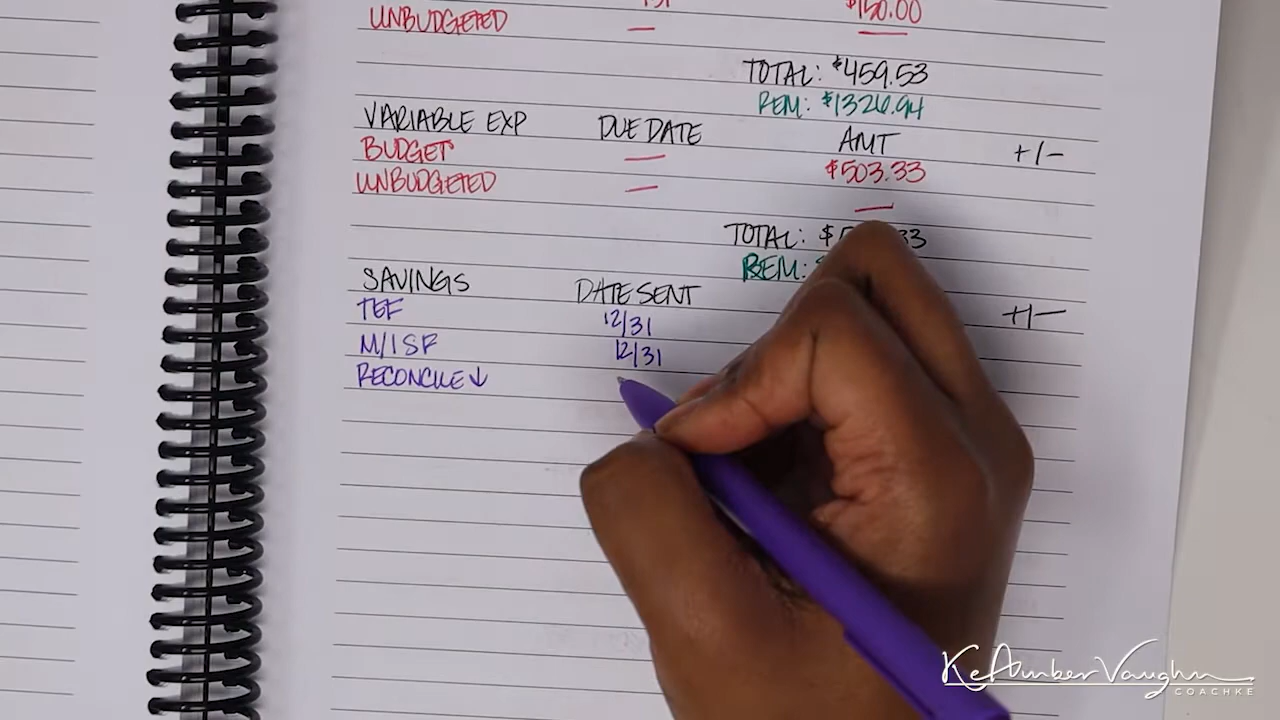 $150.00
UNBUDGETED — —
TOTAL: $459.53
REM: $1326.94
VARIABLE EXP DUE DATE AMT +/-
BUDGET — $503.33
UNBUDGETED — —
TOTAL: $
REM:
SAVINGS DATE SENT +/-
TEF 12/31
M/ISF 12/31
RECONCILE ↓
KeAmber Vaughn
COACHKE